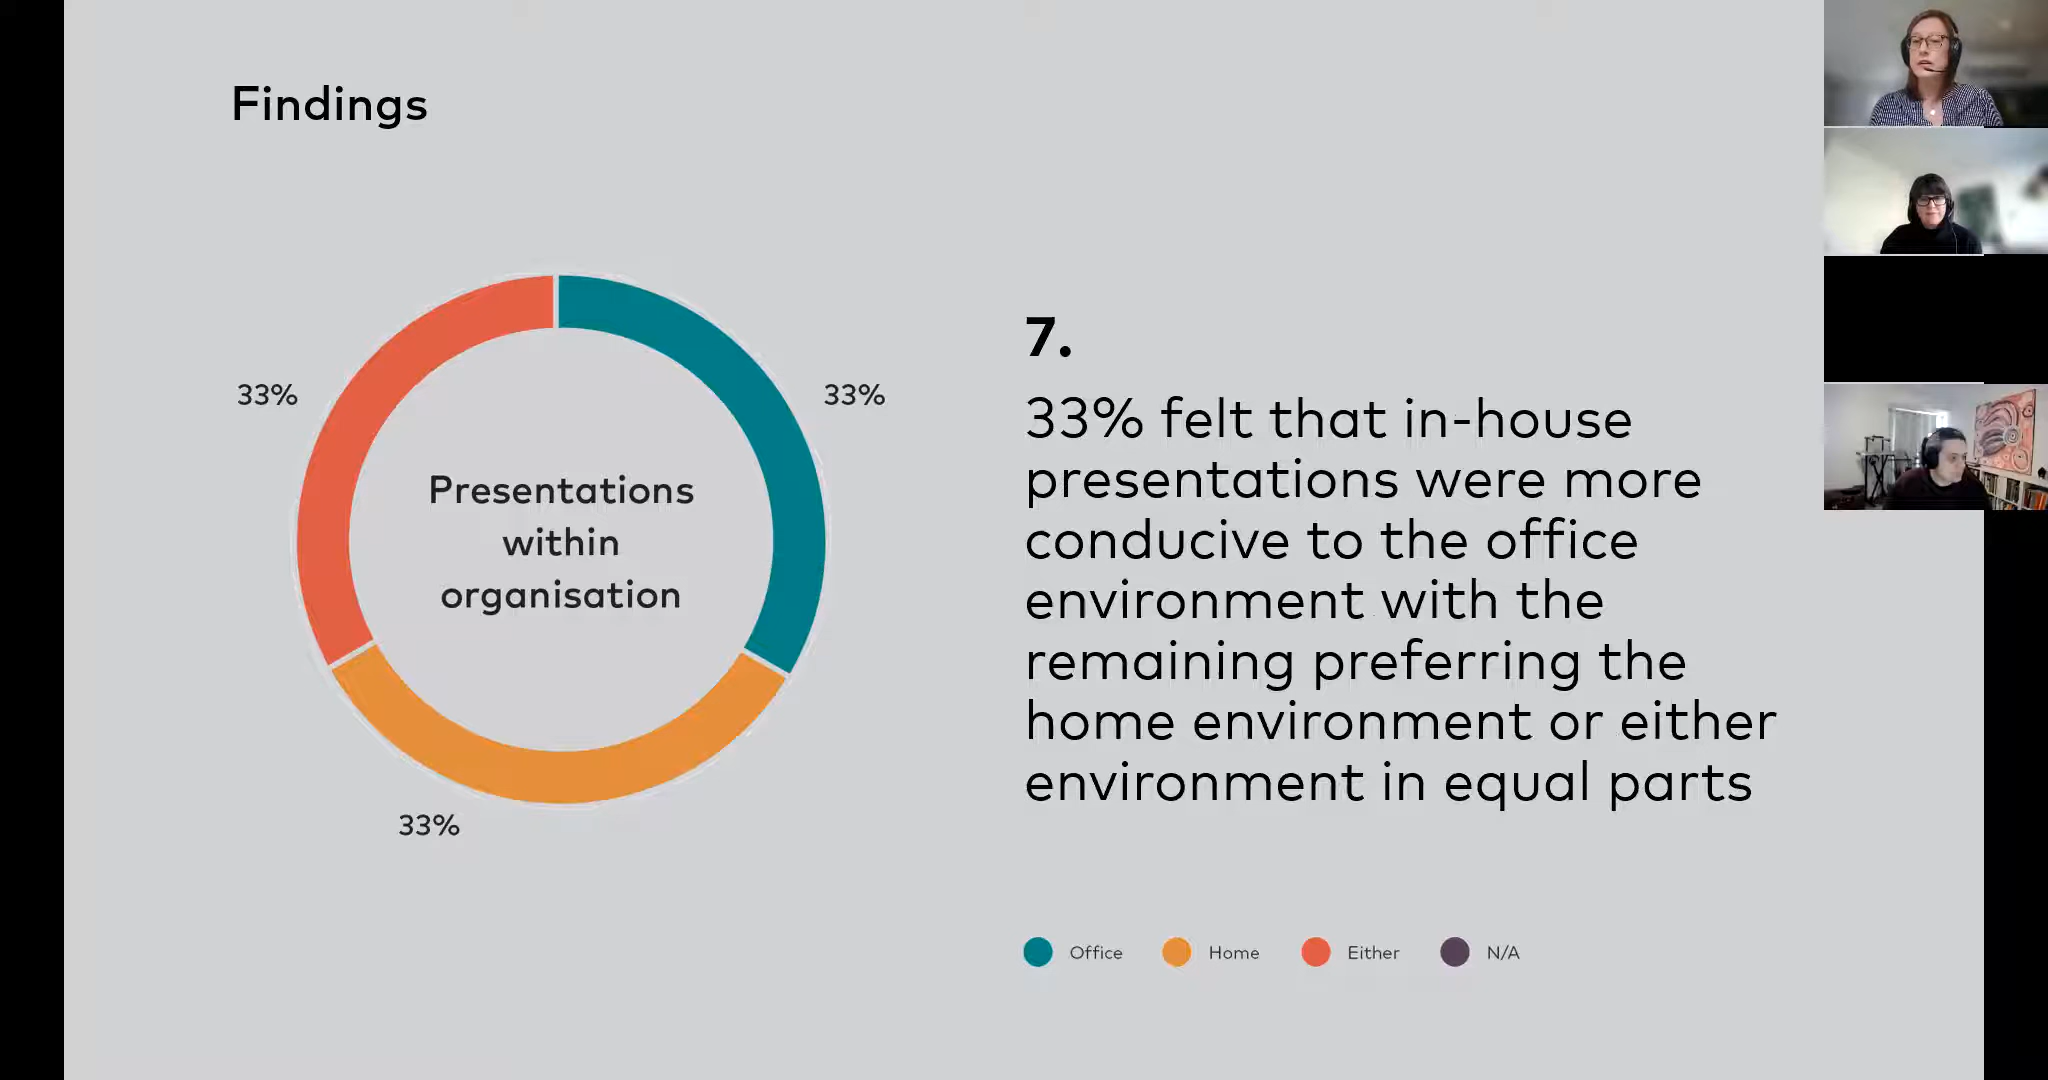 Findings
33%
33%
Presentations
within
organisation
33%
7.
33% felt that in-house
presentations were more
conducive to the office
environment with the
remaining preferring the
home environment or either
environment in equal parts
Office
Home
Either
N/A